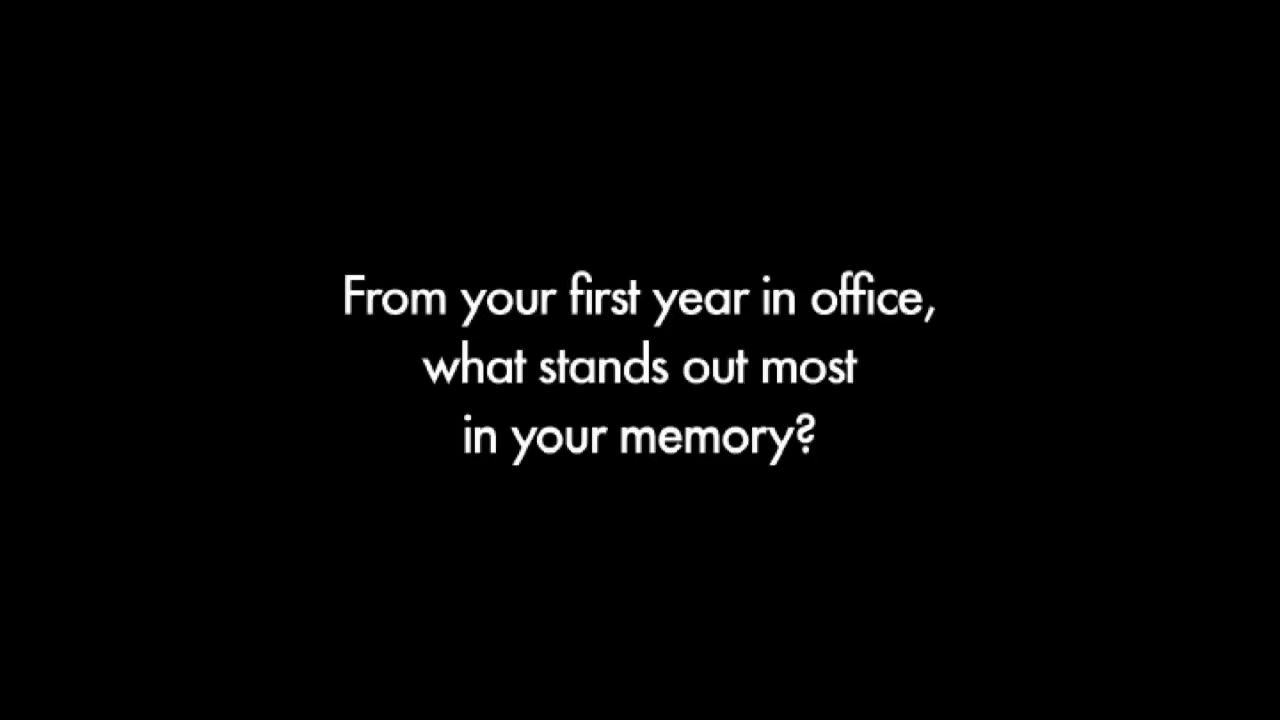 From your first year in office,
what stands out most
in your memory?